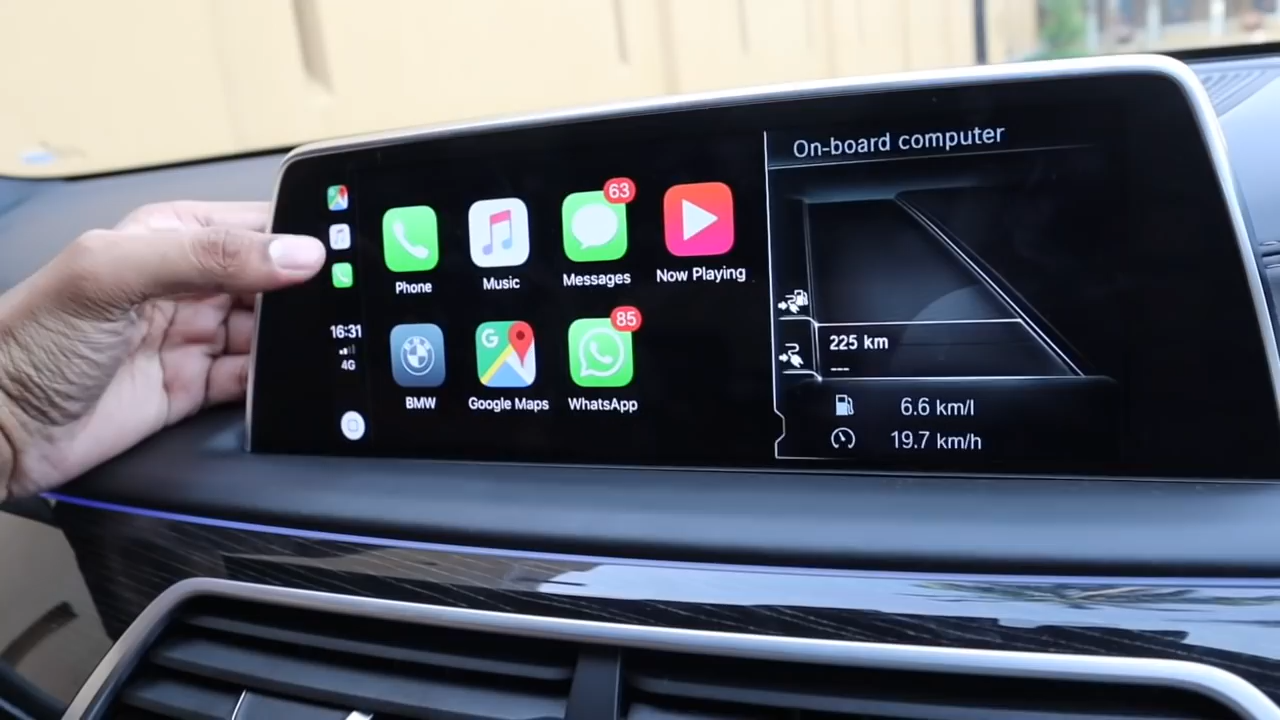 63
Phone
Music
Messages
Now Playing
16:31
4G
85
G
BMW
Google Maps
WhatsApp
On-board computer
225 km
---
6.6 km/l
19.7 km/h